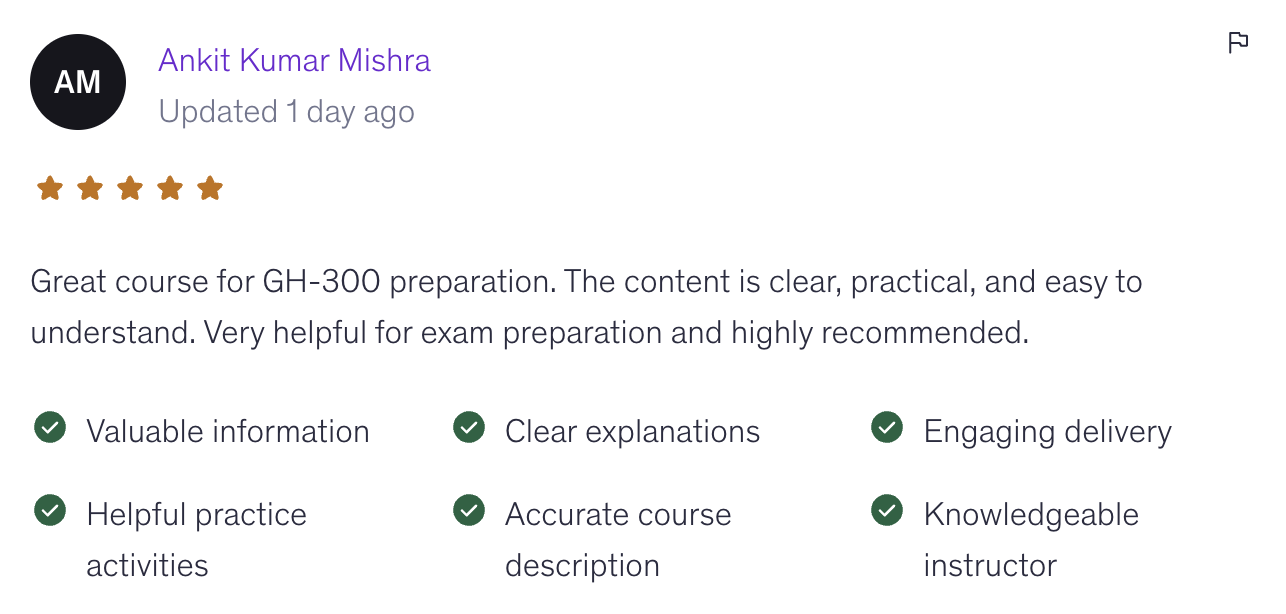 AM
Ankit Kumar Mishra
Updated 1 day ago
Great course for GH-300 preparation. The content is clear, practical, and easy to
understand. Very helpful for exam preparation and highly recommended.
Valuable information
Clear explanations
Engaging delivery
Helpful practice
activities
Accurate course
description
Knowledgeable
instructor